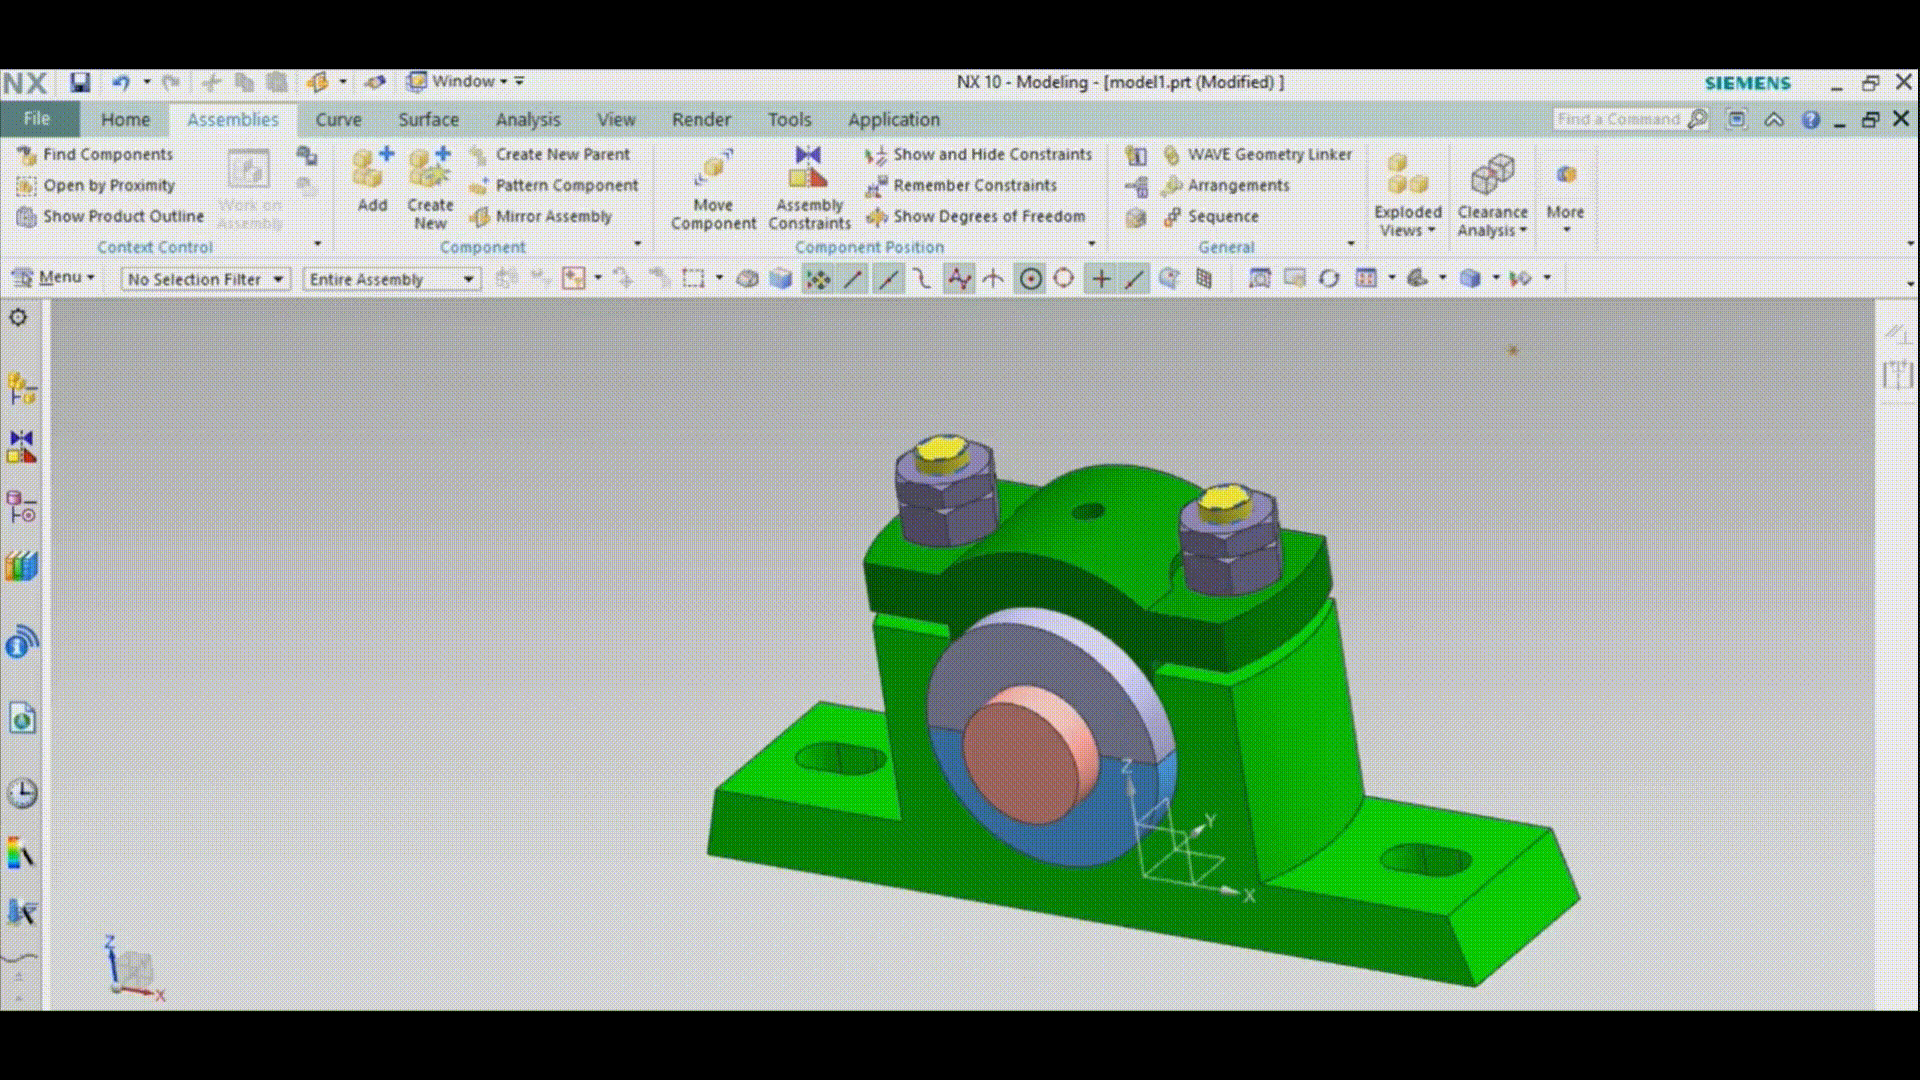 NX Window NX 10 - Modeling - [model1.prt (Modified) ] SIEMENS
File Home Assemblies Curve Surface Analysis View Render Tools Application Find a Command
Find Components
Open by Proximity
Show Product Outline
Work on
Assembly
Context Control
Add
Create
New
Create New Parent
Pattern Component
Mirror Assembly
Component
Move
Component
Assembly
Constraints
Show and Hide Constraints
Remember Constraints
Show Degrees of Freedom
Component Position
WAVE Geometry Linker
Arrangements
Sequence
General
Exploded
Views
Clearance
Analysis
More
Menu No Selection Filter Entire Assembly
Z
Y
X
Z
X